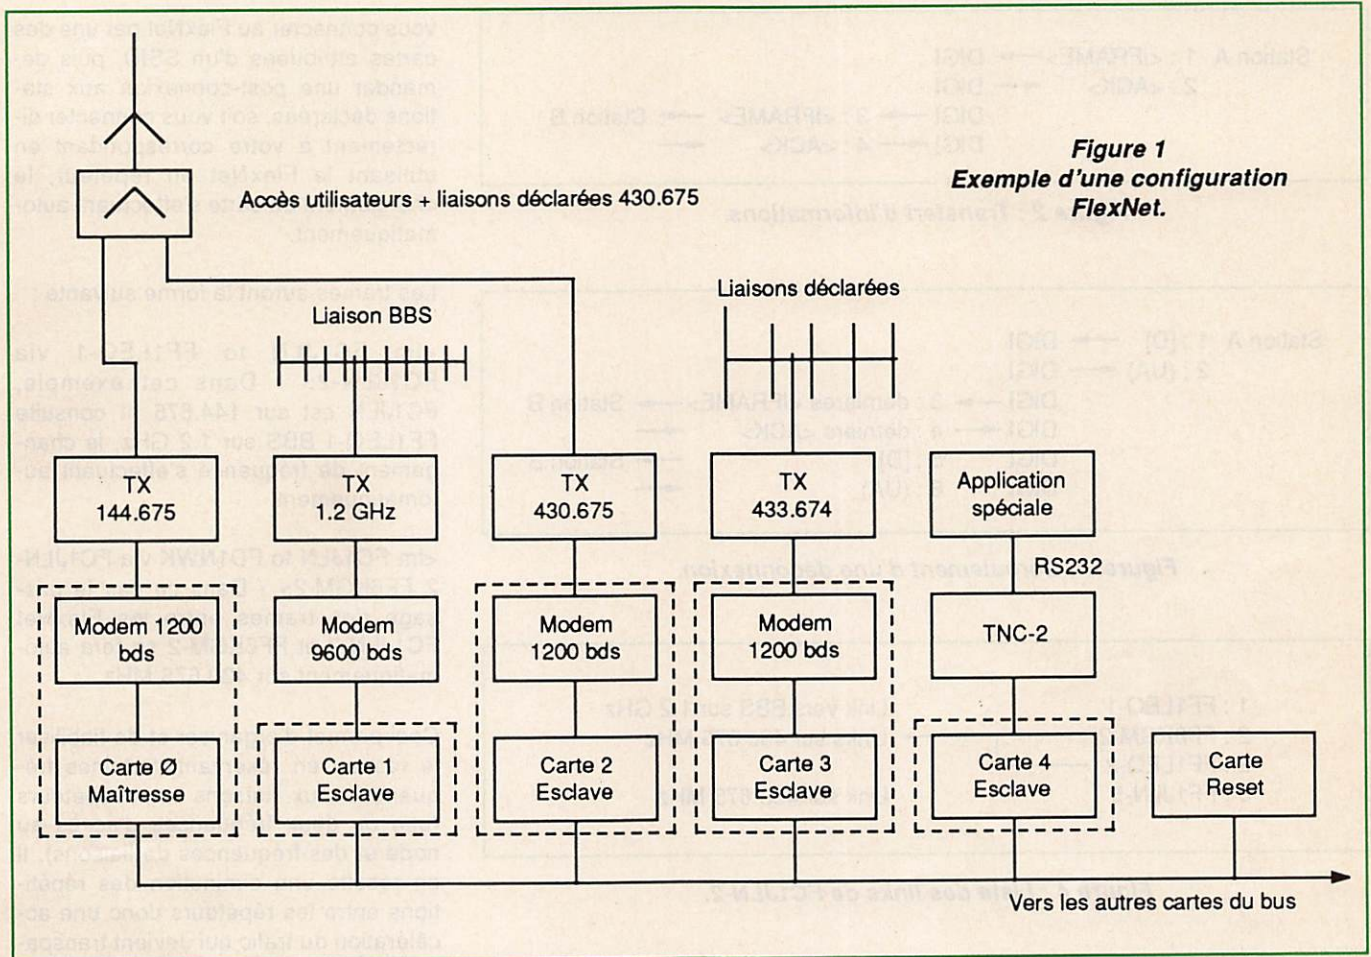 Figure 1
Exemple d'une configuration
FlexNet.
Accès utilisateurs + liaisons déclarées 430.675
Liaison BBS
Liaisons déclarées
TX
144.675
TX
1.2 GHz
TX
430.675
TX
433.674
Application
spéciale
RS232
Modem 1200
bds
Modem
9600 bds
Modem
1200 bds
Modem
1200 bds
TNC-2
Carte Ø
Maîtresse
Carte 1
Esclave
Carte 2
Esclave
Carte 3
Esclave
Carte 4
Esclave
Carte
Reset
Vers les autres cartes du bus